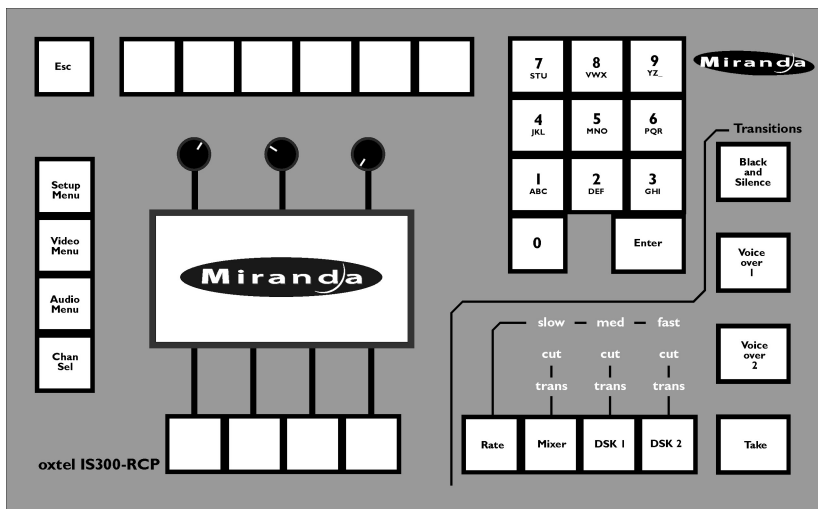 Esc
7
STU
8
VWX
9
YZ_
Miranda
4
JKL
5
MNO
6
PQR
Transitions
Black
and
Silence
Setup
Menu
1
ABC
2
DEF
3
GHI
Video
Menu
0
Enter
Voice
over
1
Miranda
Audio
Menu
slow – med – fast
Chan
Sel
cut cut cut
trans trans trans
Voice
over
2
Rate
Mixer
DSK 1
DSK 2
Take
oxtel IS300-RCP